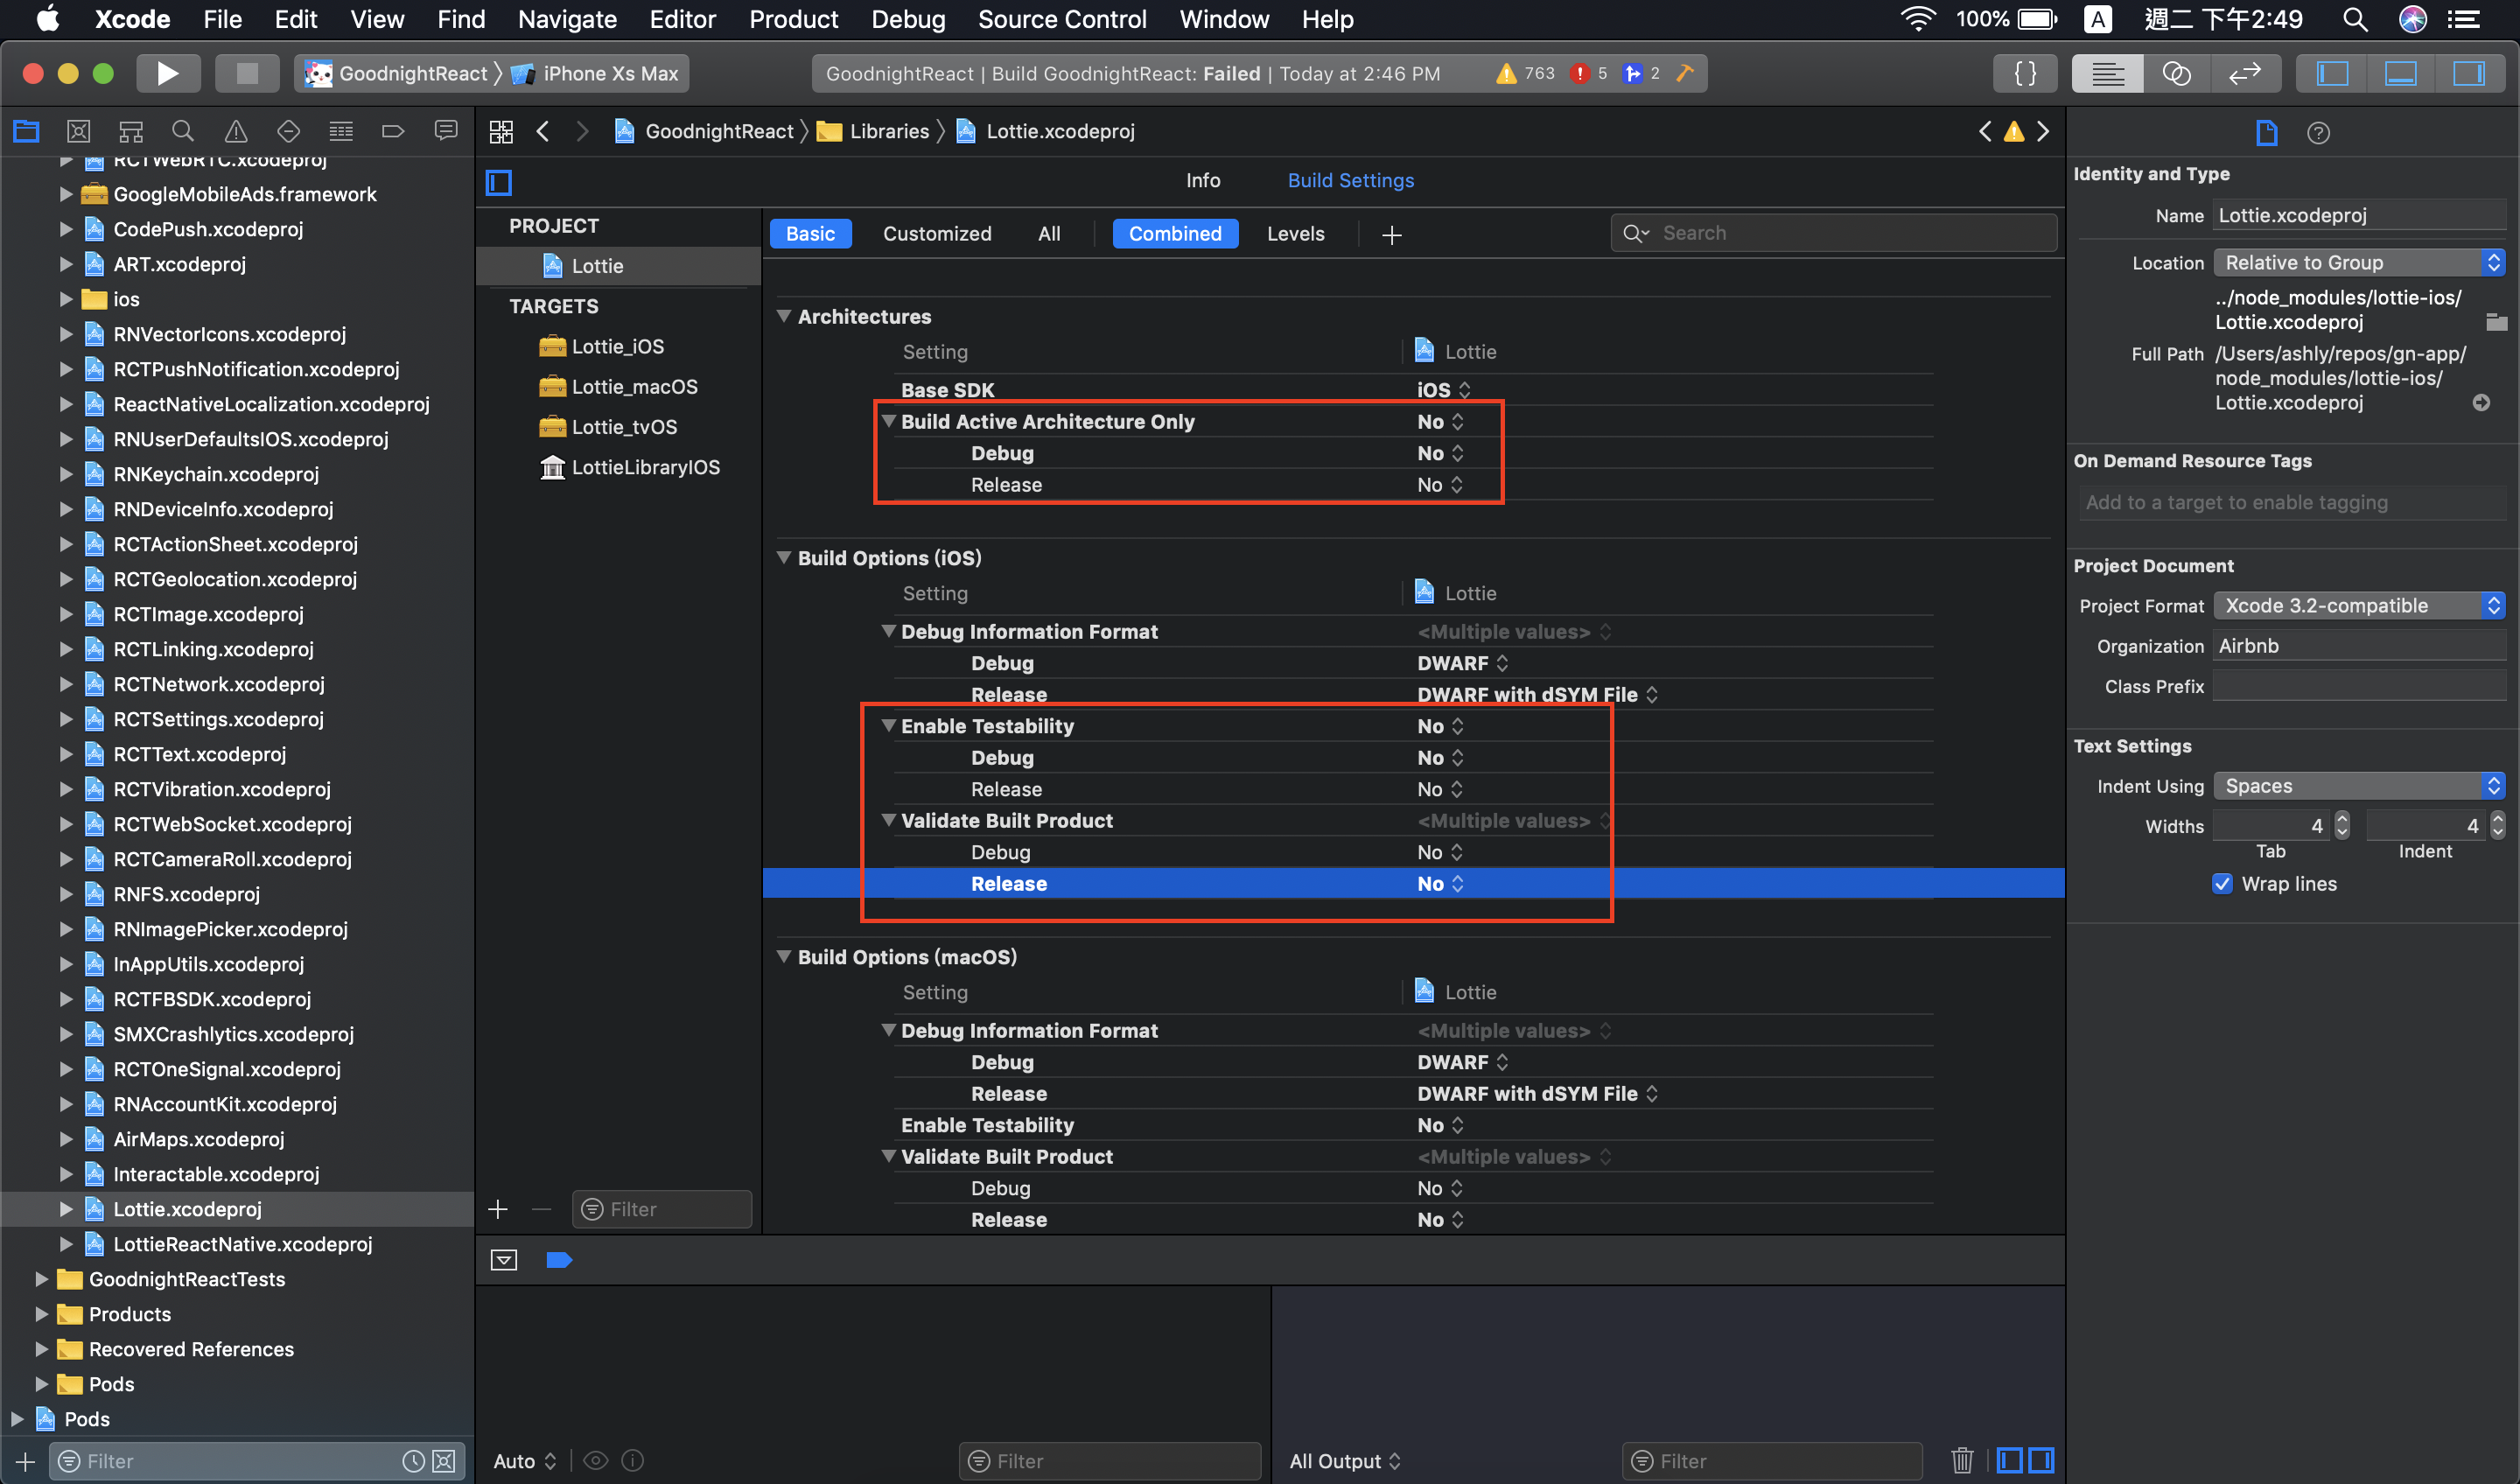 Xcode File Edit View Find Navigate Editor Product Debug Source Control Window Help 100% A 週二 下午2:49
GoodnightReact iPhone Xs Max GoodnightReact | Build GoodnightReact: Failed | Today at 2:46 PM 763 5 2
GoodnightReact Libraries Lottie.xcodeproj
RCTWebRTC.xcodeproj
GoogleMobileAds.framework
CodePush.xcodeproj
ART.xcodeproj
ios
RNVectorIcons.xcodeproj
RCTPushNotification.xcodeproj
ReactNativeLocalization.xcodeproj
RNUserDefaultsIOS.xcodeproj
RNKeychain.xcodeproj
RNDeviceInfo.xcodeproj
RCTActionSheet.xcodeproj
RCTGeolocation.xcodeproj
RCTImage.xcodeproj
RCTLinking.xcodeproj
RCTNetwork.xcodeproj
RCTSettings.xcodeproj
RCTText.xcodeproj
RCTVibration.xcodeproj
RCTWebSocket.xcodeproj
RCTCameraRoll.xcodeproj
RNFS.xcodeproj
RNImagePicker.xcodeproj
InAppUtils.xcodeproj
RCTFBSDK.xcodeproj
SMXCrashlytics.xcodeproj
RCTOneSignal.xcodeproj
RNAccountKit.xcodeproj
AirMaps.xcodeproj
Interactable.xcodeproj
Lottie.xcodeproj
LottieReactNative.xcodeproj
GoodnightReactTests
Products
Recovered References
Pods
Pods
Filter
Info Build Settings
PROJECT
Lottie
TARGETS
Lottie_iOS
Lottie_macOS
Lottie_tvOS
LottieLibraryIOS
Filter
Basic Customized All Combined Levels Search
Architectures
Setting Lottie
Base SDK iOS
Build Active Architecture Only No
Debug No
Release No
Build Options (iOS)
Setting Lottie
Debug Information Format <Multiple values>
Debug DWARF
Release DWARF with dSYM File
Enable Testability No
Debug No
Release No
Validate Built Product <Multiple values>
Debug No
Release No
Build Options (macOS)
Setting Lottie
Debug Information Format <Multiple values>
Debug DWARF
Release DWARF with dSYM File
Enable Testability No
Validate Built Product <Multiple values>
Debug No
Release No
Auto Filter All Output Filter
Identity and Type
Name Lottie.xcodeproj
Location Relative to Group
../node_modules/lottie-ios/
Lottie.xcodeproj
Full Path /Users/ashly/repos/gn-app/
node_modules/lottie-ios/
Lottie.xcodeproj
On Demand Resource Tags
Add to a target to enable tagging
Project Document
Project Format Xcode 3.2-compatible
Organization Airbnb
Class Prefix
Text Settings
Indent Using Spaces
Widths 4 4
Tab Indent
Wrap lines